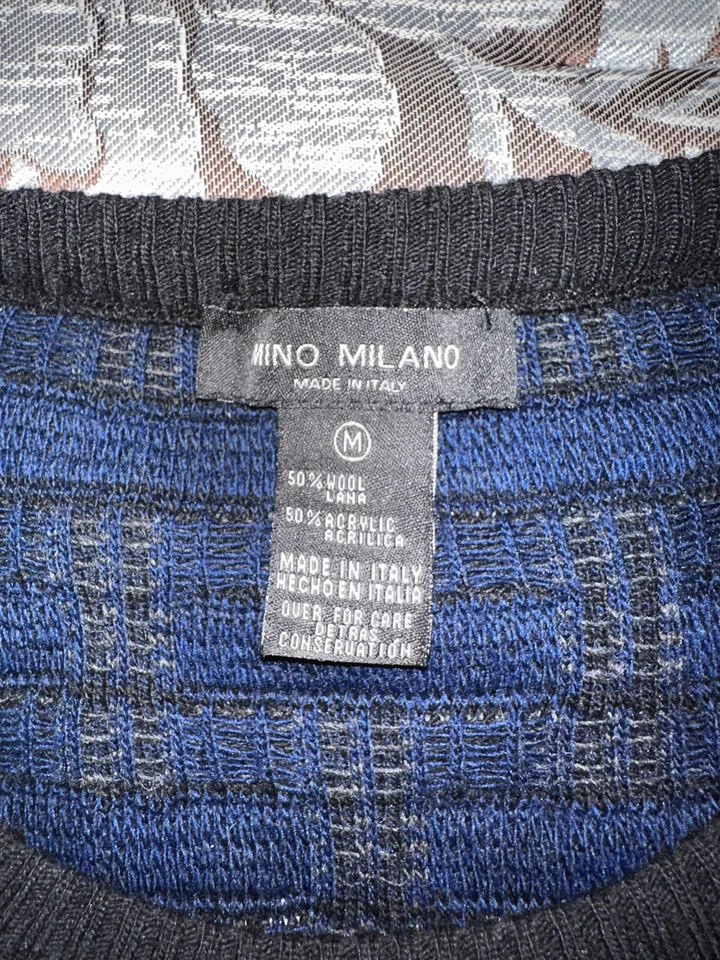 MINO MILANO
MADE IN ITALY
M
50% WOOL
LANA
50% ACRYLIC
ACRILICA
MADE IN ITALY
HECHO EN ITALIA
OVER FOR CARE
DETRAS
CONSERVATION